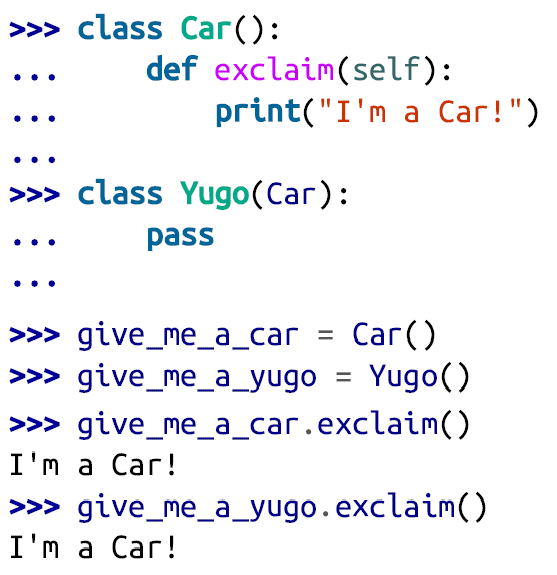 >>> class Car():
...     def exclaim(self):
...         print("I'm a Car!")
...
>>> class Yugo(Car):
...     pass
...
>>> give_me_a_car = Car()
>>> give_me_a_yugo = Yugo()
>>> give_me_a_car.exclaim()
I'm a Car!
>>> give_me_a_yugo.exclaim()
I'm a Car!